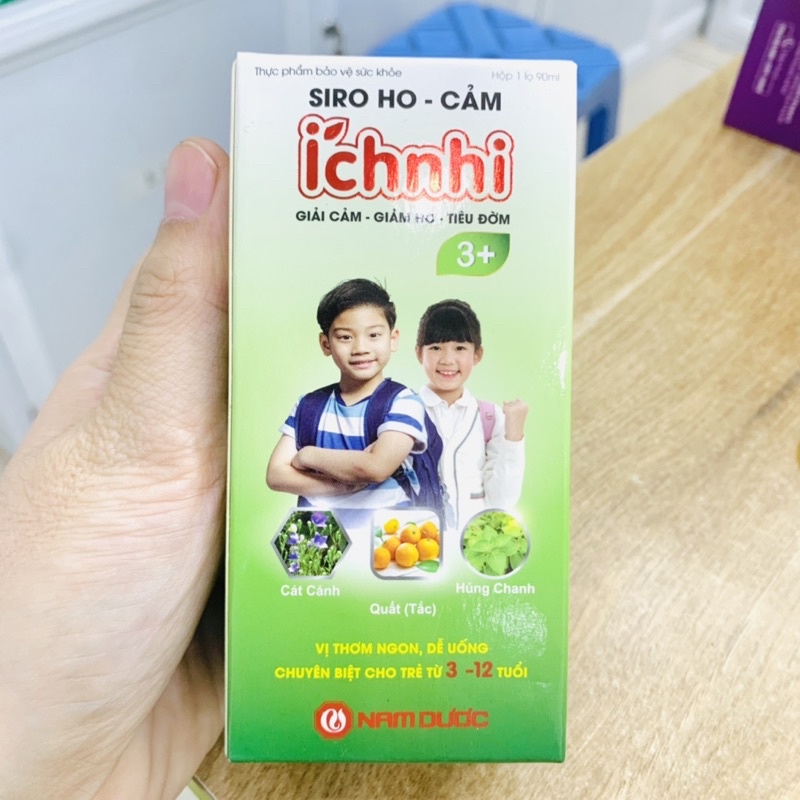 Thực phẩm bảo vệ sức khỏe
Hộp 1 lọ 90ml
SIRO HO - CẢM
ichnhi
GIẢI CẢM - GIẢM HO - TIÊU ĐỜM
3+
Cát Cánh
Quất (Tắc)
Húng Chanh
VỊ THƠM NGON, DỄ UỐNG
CHUYÊN BIỆT CHO TRẺ TỪ 3 -12 TUỔI
NAM DƯỢC